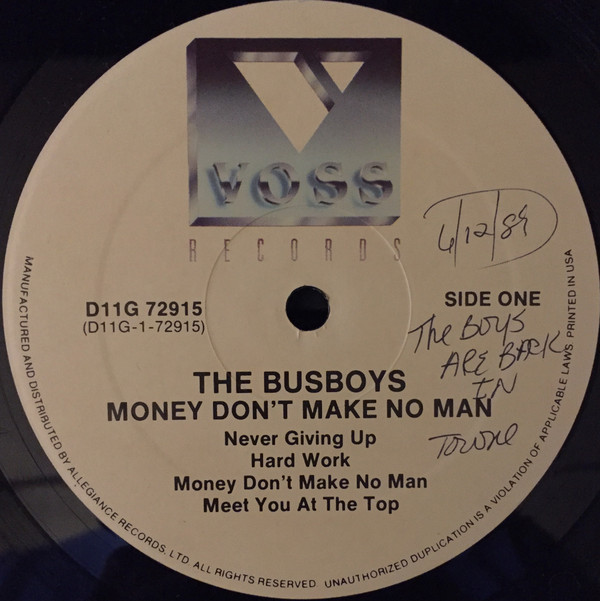 VOSS
RECORDS
6/12/89
D11G 72915
(D11G-1-72915)
SIDE ONE
The Boys
ARE BACK
IN
Towne
THE BUSBOYS
MONEY DON'T MAKE NO MAN
Never Giving Up
Hard Work
Money Don't Make No Man
Meet You At The Top
MANUFACTURED AND DISTRIBUTED BY ALLEGIANCE RECORDS, LTD. ALL RIGHTS RESERVED. UNAUTHORIZED DUPLICATION IS A VIOLATION OF APPLICABLE LAWS PRINTED IN USA